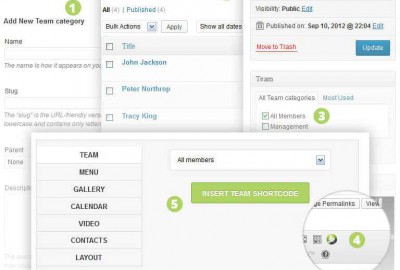 1
Add New Team category
Name
The name is how it appears on you
Slug
The "slug" is the URL-friendly versi
lowercase and contains only letter
Parent
None
Descripti
All (4) | Published (4)
Bulk Actions
Apply
Show all dates
Title
John Jackson
Peter Northrop
Tracy King
Visibility: Public Edit
Published on: Sep 10, 2012 @ 22:04 Edit
Move to Trash
Update
Team
All Team categories
Most Used
All Members
Management
3
TEAM
MENU
GALLERY
CALENDAR
VIDEO
CONTACTS
LAYOUT
All members
5
INSERT TEAM SHORTCODE
ge Permalinks
View
4